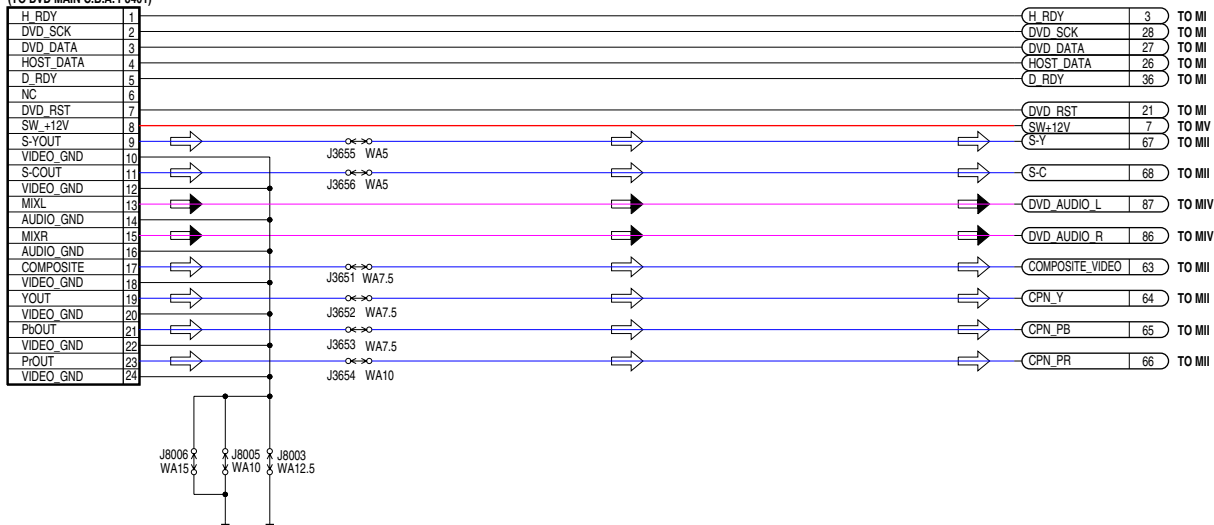 (TO DVD MAIN C.B.A. P0401)
H_RDY 1 H_RDY 3 TO MI
DVD_SCK 2 DVD_SCK 28 TO MI
DVD_DATA 3 DVD_DATA 27 TO MI
HOST_DATA 4 HOST_DATA 26 TO MI
D_RDY 5 D_RDY 36 TO MI
NC 6
DVD_RST 7 DVD_RST 21 TO MI
SW_+12V 8 SW+12V 7 TO MV
S-YOUT 9 S-Y 67 TO MII
J3655 WA5
VIDEO_GND 10
S-COUT 11 S-C 68 TO MII
J3656 WA5
VIDEO_GND 12
MIXL 13 DVD_AUDIO_L 87 TO MIV
AUDIO_GND 14
MIXR 15 DVD_AUDIO_R 86 TO MIV
AUDIO_GND 16
COMPOSITE 17 COMPOSITE_VIDEO 63 TO MII
J3651 WA7.5
VIDEO_GND 18
YOUT 19 CPN_Y 64 TO MII
J3652 WA7.5
VIDEO_GND 20
PbOUT 21 CPN_PB 65 TO MII
J3653 WA7.5
VIDEO_GND 22
PrOUT 23 CPN_PR 66 TO MII
J3654 WA10
VIDEO_GND 24
J8006 J8005 J8003
WA15 WA10 WA12.5